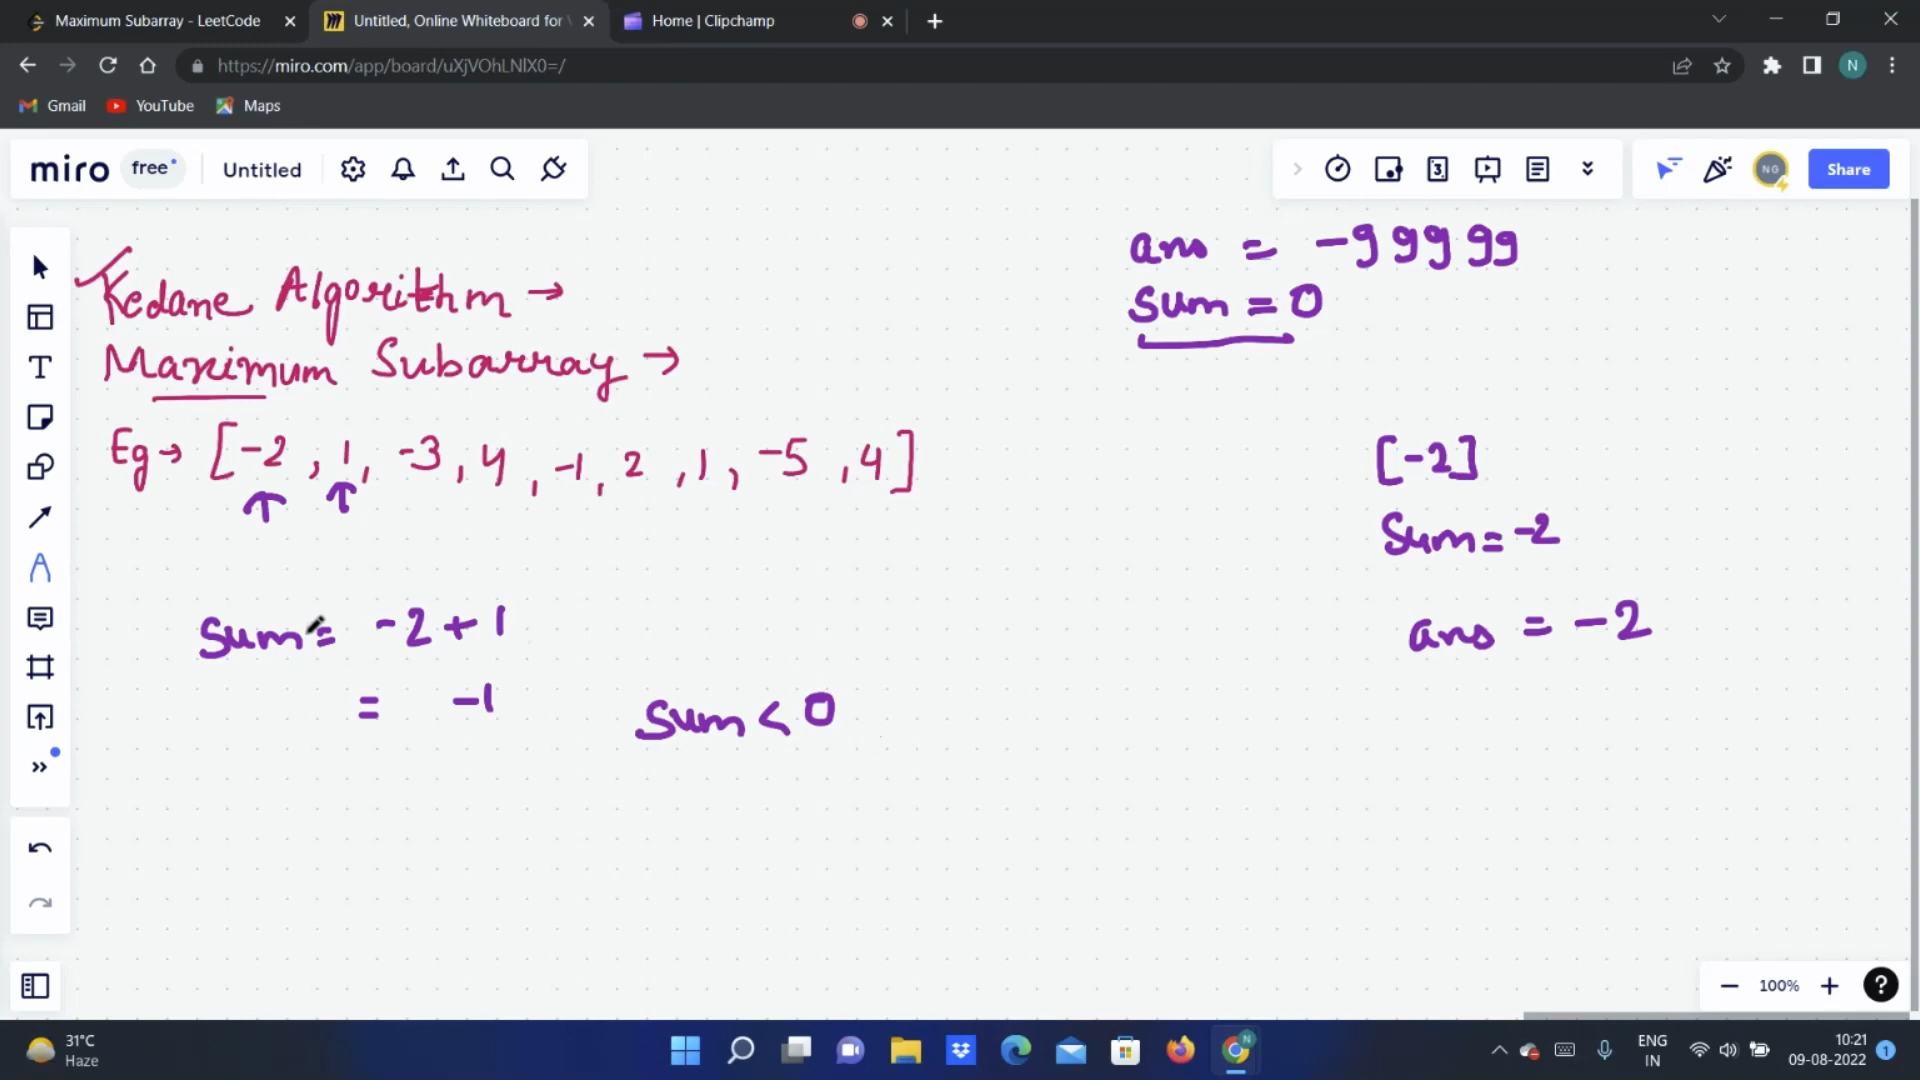 Maximum Subarray - LeetCode
Untitled, Online Whiteboard for
Home | Clipchamp
https://miro.com/app/board/uXjVOhLNlX0=/
N
Gmail
YouTube
Maps
miro
free
Untitled
3
NG
Share
ans = -99999
sum = 0
Kedane Algorithm →
Maximum Subarray →
Eg → [-2, 1, -3, 4, -1, 2, 1, -5, 4]
[-2]
Sum = -2
ans = -2
sum = -2 + 1
= -1
sum < 0
100%
?
31°C
Haze
ENG
IN
10:21
09-08-2022
1